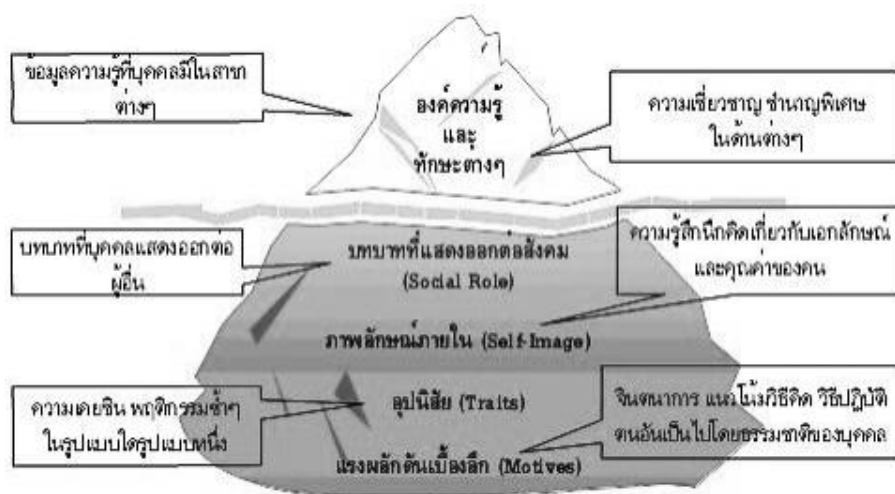 ข้อมูลความรู้ที่บุคคลมีในสาขา
ต่างๆ
องค์ความรู้
และ
ทักษะต่างๆ
ความเชี่ยวชาญ ชำนาญพิเศษ
ในด้านต่างๆ
บทบาทที่บุคคลแสดงออกต่อ
ผู้อื่น
บทบาทที่แสดงออกต่อสังคม
(Social Role)
ความรู้สึกนึกคิดเกี่ยวกับเอกลักษณ์
และคุณค่าของคน
ภาพลักษณ์ภายใน (Self-Image)
ความเคยชิน พฤติกรรมซ้ำๆ
ในรูปแบบใดรูปแบบหนึ่ง
อุปนิสัย (Traits)
จินตนาการ แนวโน้มวิธีคิด วิธีปฏิบัติ
ตนอันเป็นไปโดยธรรมชาติของบุคคล
แรงผลักดันเบื้องลึก (Motives)